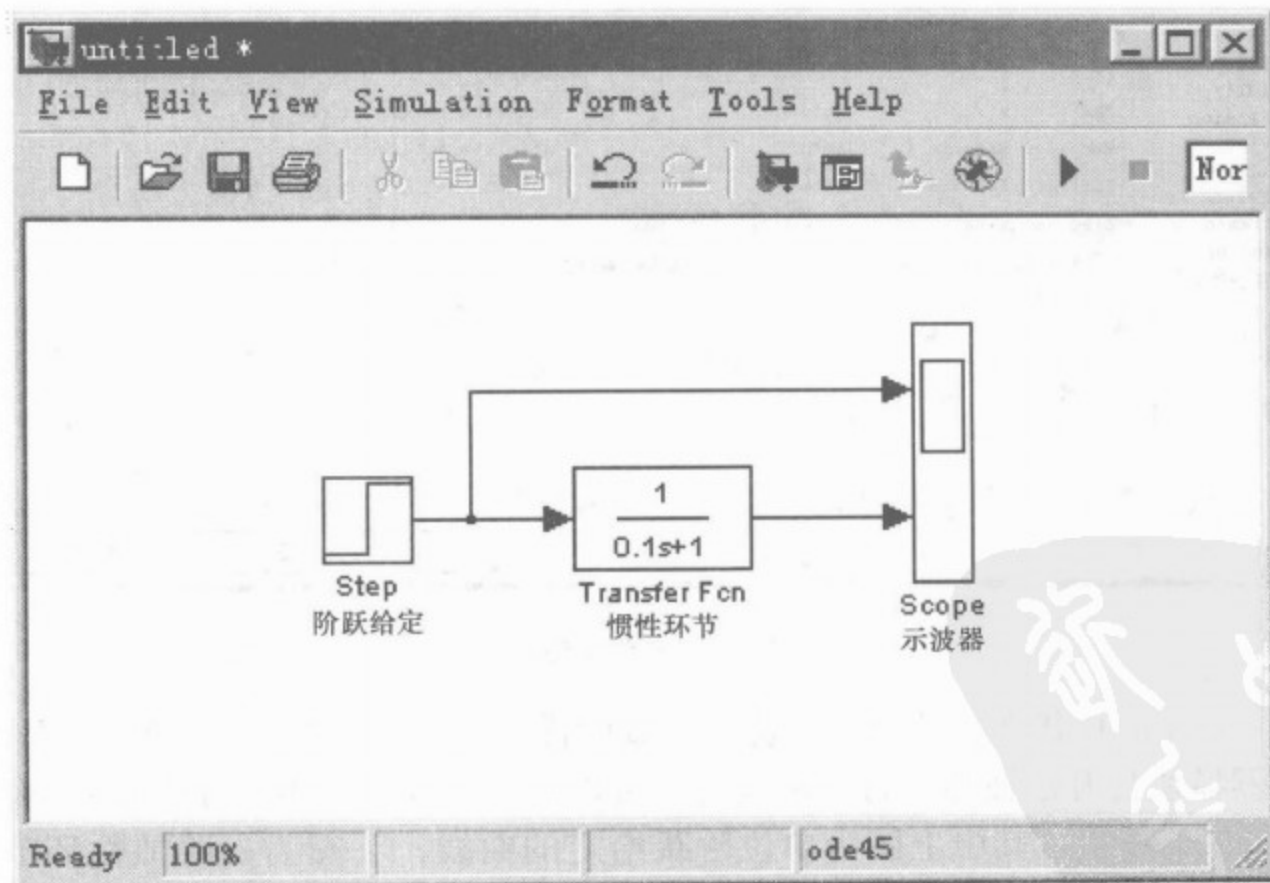 untitled *
File Edit View Simulation Format Tools Help
Nor
1
0.1s+1
Step
阶跃给定
Transfer Fcn
惯性环节
Scope
示波器
Ready 100% ode45